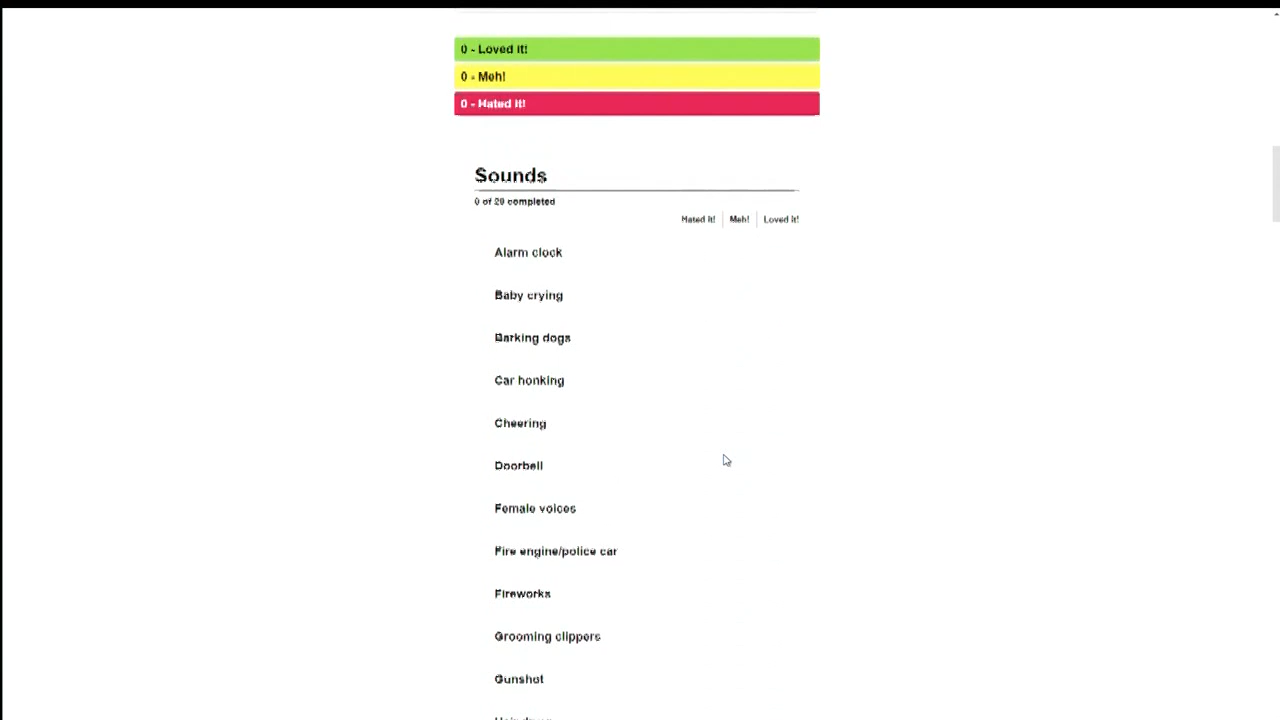 0 - Loved it!
0 - Meh!
0 - Hated it!
Sounds
0 of 29 completed
Hated it! Meh! Loved it!
Alarm clock
Baby crying
Barking dogs
Car honking
Cheering
Doorbell
Female voices
Fire engine/police car
Fireworks
Grooming clippers
Gunshot